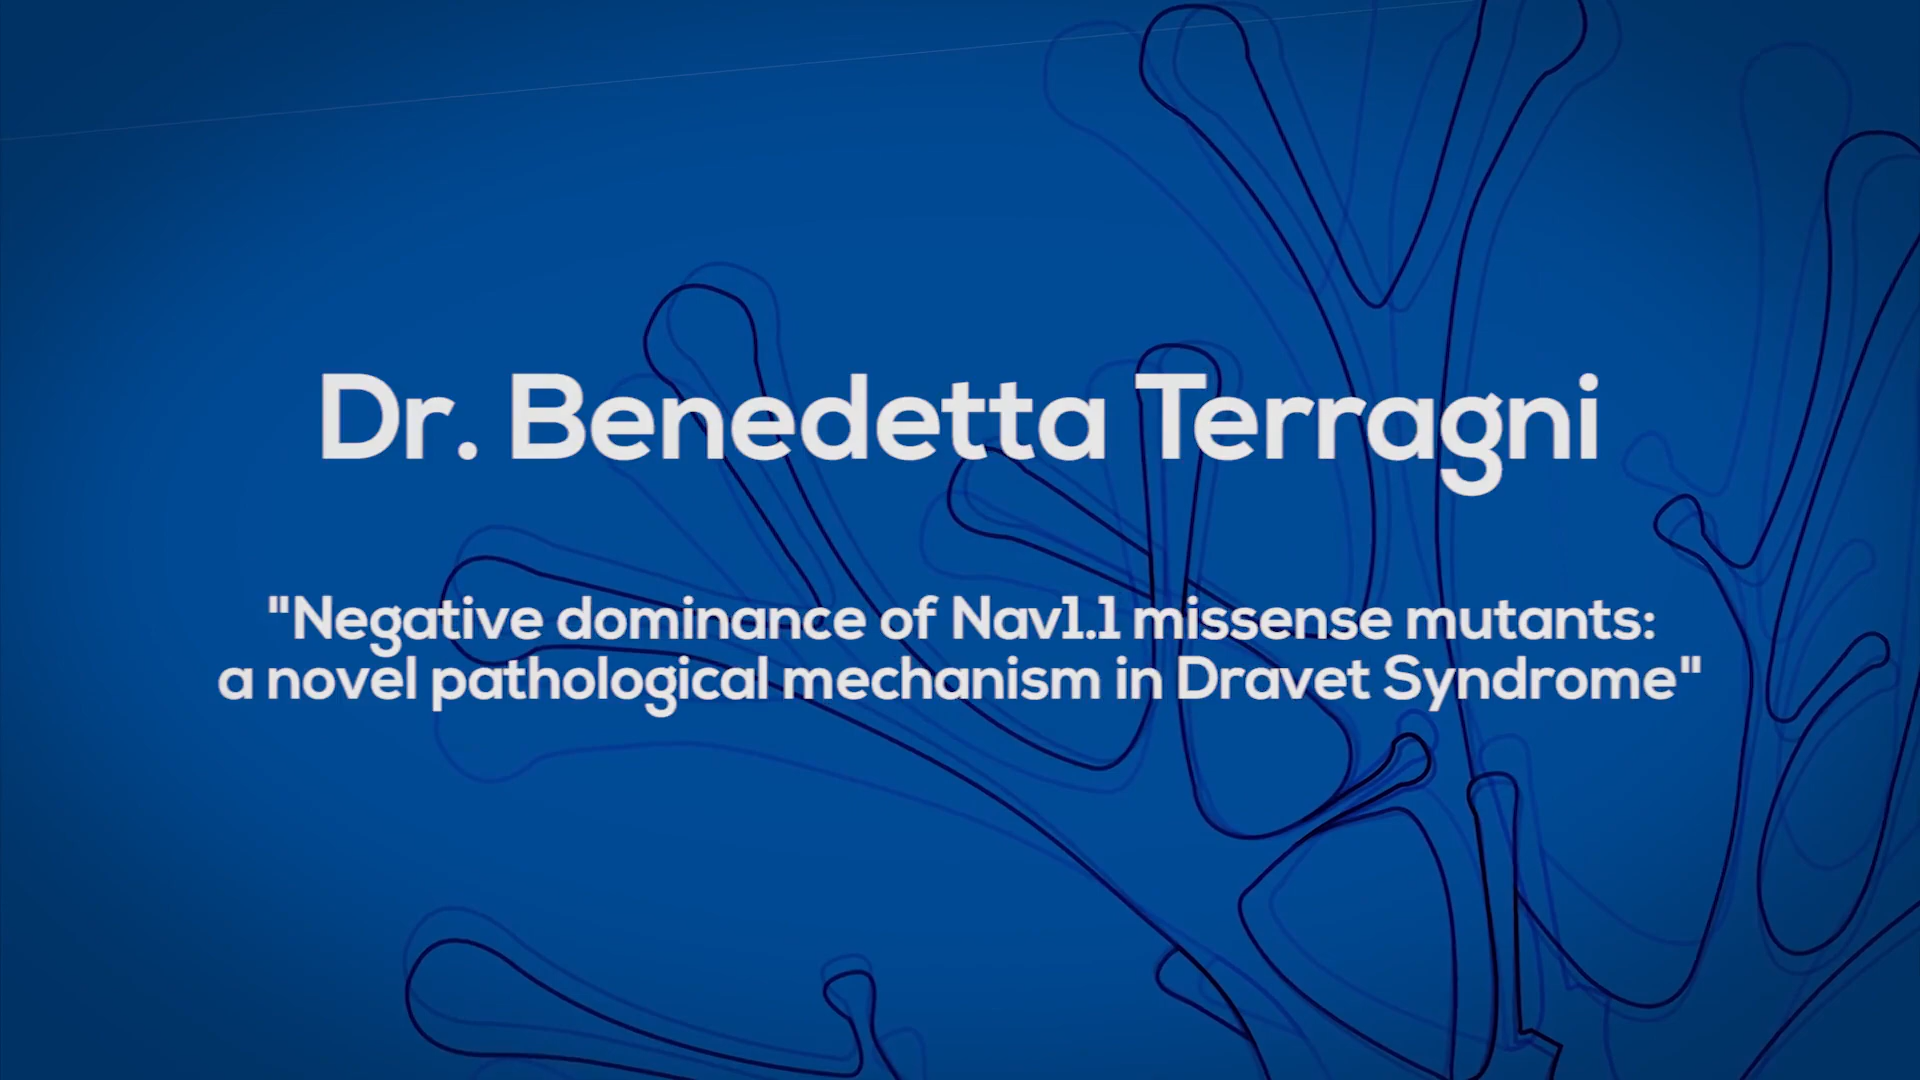 Dr. Benedetta Terragni
"Negative dominance of Nav1.1 missense mutants:
a novel pathological mechanism in Dravet Syndrome"